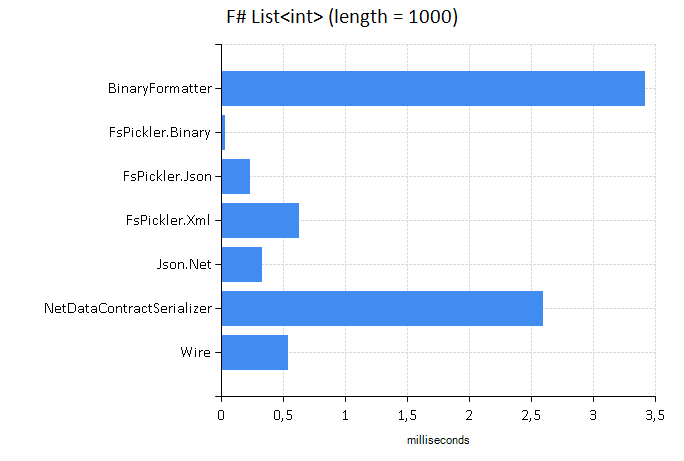 F# List<int> (length = 1000)
BinaryFormatter
FsPickler.Binary
FsPickler.Json
FsPickler.Xml
Json.Net
NetDataContractSerializer
Wire
0 0,5 1 1,5 2 2,5 3 3,5
milliseconds